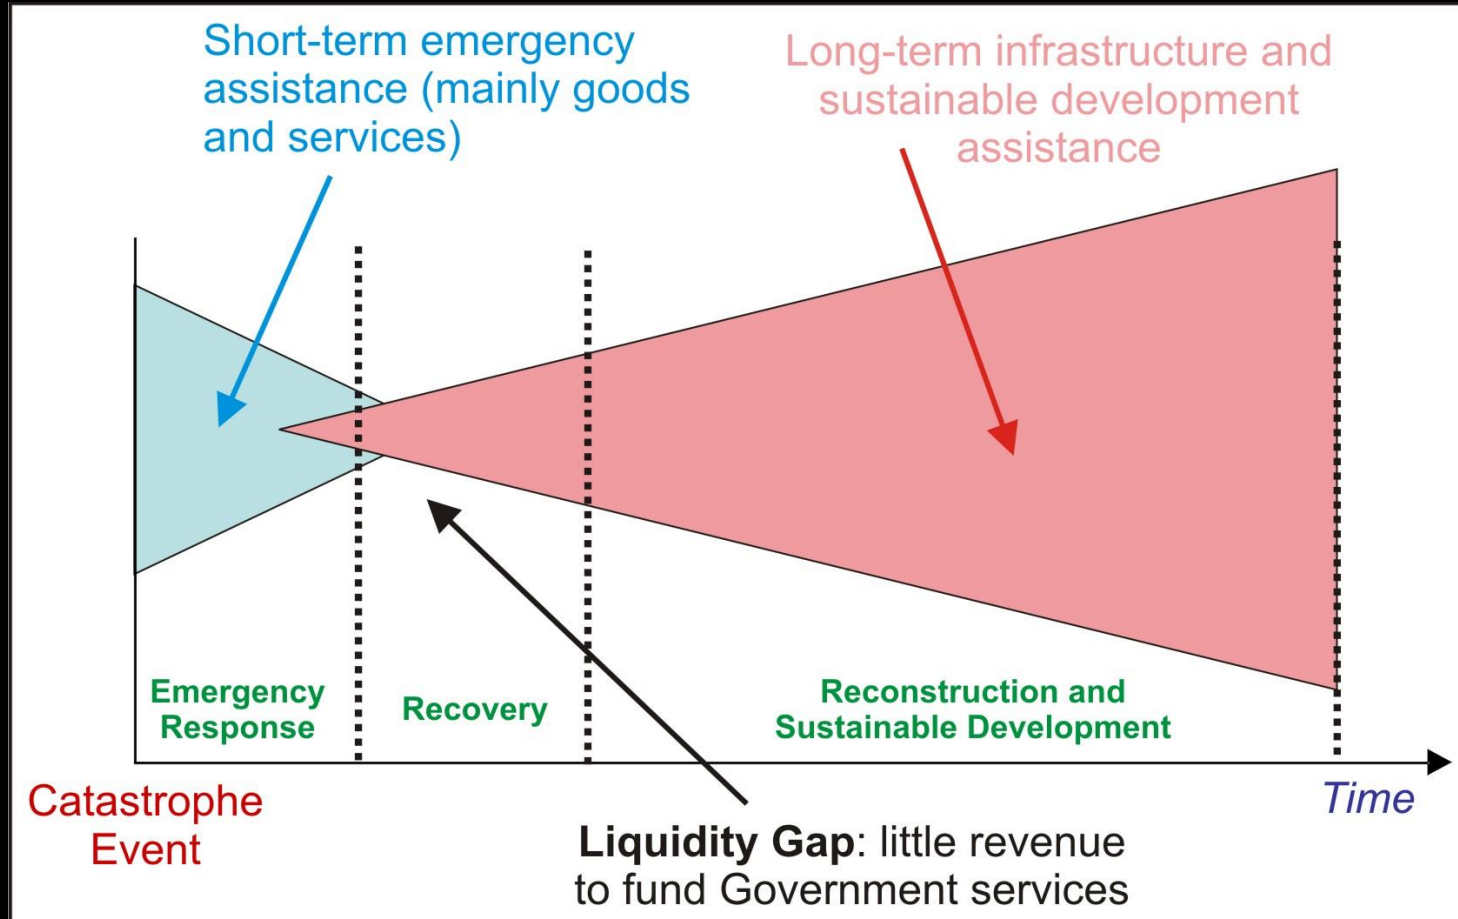 Short-term emergency
assistance (mainly goods
and services)
Long-term infrastructure and
sustainable development
assistance
Emergency
Response
Recovery
Reconstruction and
Sustainable Development
Catastrophe
Event
Time
Liquidity Gap: little revenue
to fund Government services